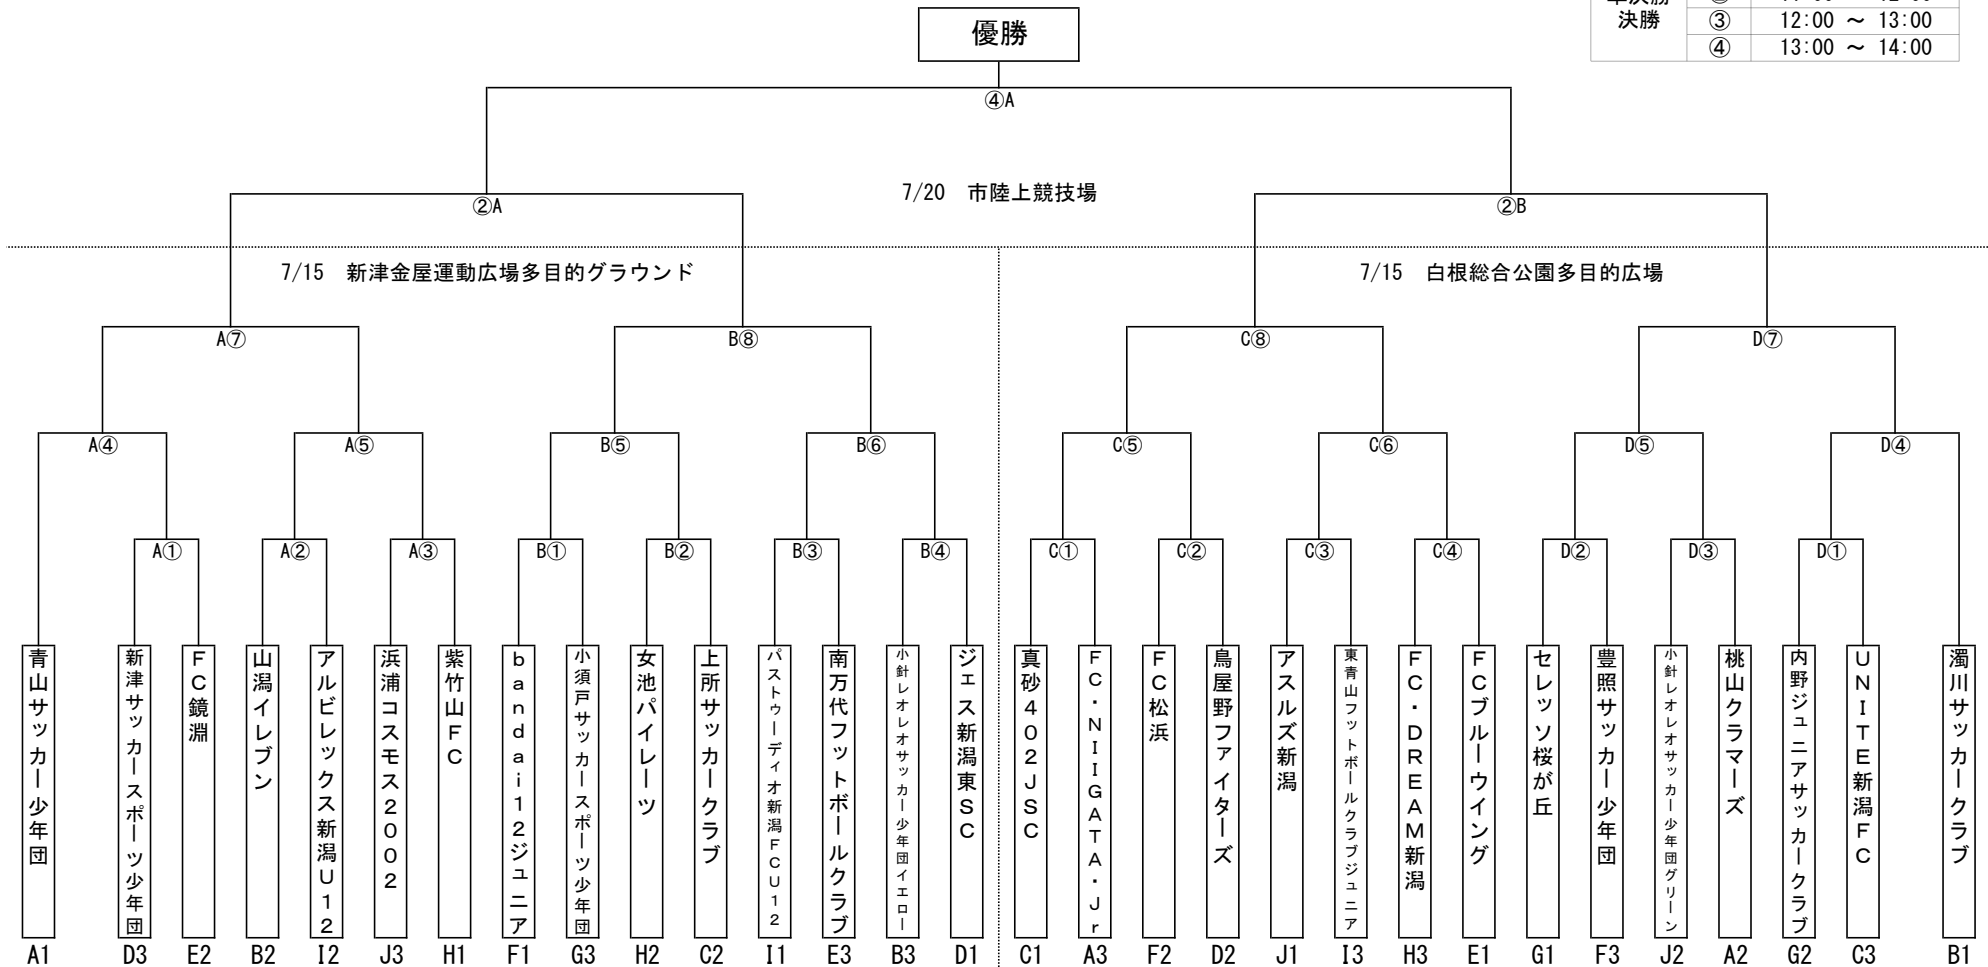 決勝
③ 12:00 ～ 13:00
④ 13:00 ～ 14:00
優勝
④A
7/20 市陸上競技場
②A
②B
7/15 新津金屋運動広場多目的グラウンド
7/15 白根総合公園多目的広場
A⑦
B⑧
C⑧
D⑦
A④
A⑤
B⑤
B⑥
C⑤
C⑥
D⑤
D④
A①
A②
A③
B①
B②
B③
B④
C①
C②
C③
C④
D②
D③
D①
青山サッカー少年団
新津サッカースポーツ少年団
ＦＣ鏡淵
山潟イレブン
アルビレックス新潟Ｕ１２
浜浦コスモス２００２
紫竹山ＦＣ
ｂａｎｄａｉ１２ジュニア
小須戸サッカースポーツ少年団
女池パイレーツ
上所サッカークラブ
パストゥーディオ新潟ＦＣＵ１２
南万代フットボールクラブ
小針レオレオサッカー少年団イエロー
ジェス新潟東ＳＣ
真砂４０２ＪＳＣ
ＦＣ・ＮＩＩＧＡＴＡ・Ｊｒ
ＦＣ松浜
鳥屋野ファイターズ
アスルズ新潟
東青山フットボールクラブジュニア
ＦＣ・ＤＲＥＡＭ新潟
ＦＣブルーウイング
セレッソ桜が丘
豊照サッカー少年団
小針レオレオサッカー少年団グリーン
桃山クラマーズ
内野ジュニアサッカークラブ
ＵＮＩＴＥ新潟ＦＣ
濁川サッカークラブ
A1
D3
E2
B2
I2
J3
H1
F1
G3
H2
C2
I1
E3
B3
D1
C1
A3
F2
D2
J1
I3
H3
E1
G1
F3
J2
A2
G2
C3
B1